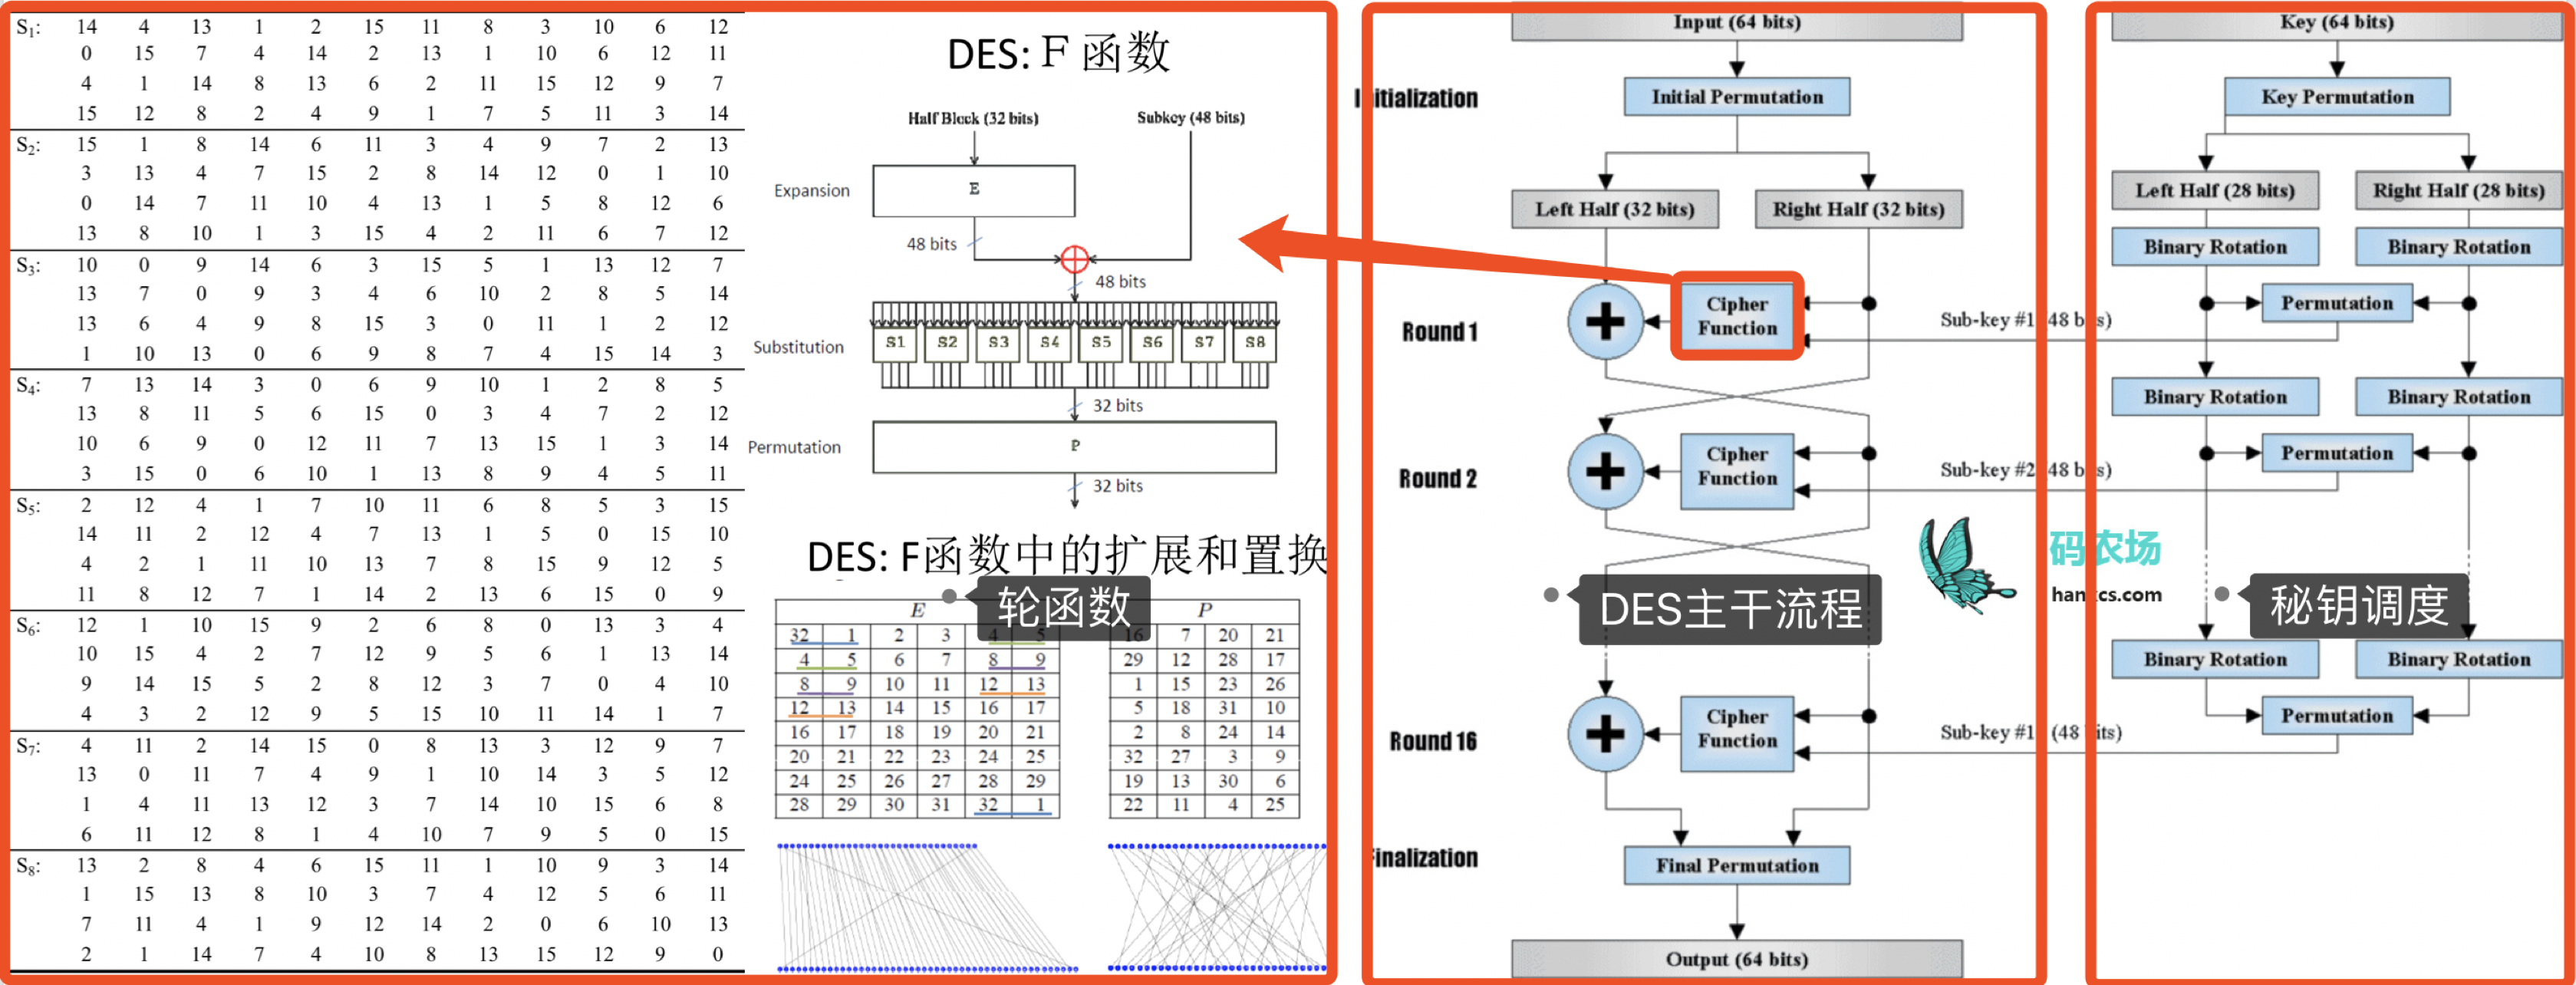 S1: 14 4 13 1 2 15 11 8 3 10 6 12
0 15 7 4 14 2 13 1 10 6 12 11
4 1 14 8 13 6 2 11 15 12 9 7
15 12 8 2 4 9 1 7 5 11 3 14
S2: 15 1 8 14 6 11 3 4 9 7 2 13
3 13 4 7 15 2 8 14 12 0 1 10
0 14 7 11 10 4 13 1 5 8 12 6
13 8 10 1 3 15 4 2 11 6 7 12
S3: 10 0 9 14 6 3 15 5 1 13 12 7
13 7 0 9 3 4 6 10 2 8 5 14
13 6 4 9 8 15 3 0 11 1 2 12
1 10 13 0 6 9 8 7 4 15 14 3
S4: 7 13 14 3 0 6 9 10 1 2 8 5
13 8 11 5 6 15 0 3 4 7 2 12
10 6 9 0 12 11 7 13 15 1 3 14
3 15 0 6 10 1 13 8 9 4 5 11
S5: 2 12 4 1 7 10 11 6 8 5 3 15
14 11 2 12 4 7 13 1 5 0 15 10
4 2 1 11 10 13 7 8 15 9 12 5
11 8 12 7 1 14 2 13 6 15 0 9
S6: 12 1 10 15 9 2 6 8 0 13 3 4
10 15 4 2 7 12 9 5 6 1 13 14
9 14 15 5 2 8 12 3 7 0 4 10
4 3 2 12 9 5 15 10 11 14 1 7
S7: 4 11 2 14 15 0 8 13 3 12 9 7
13 0 11 7 4 9 1 10 14 3 5 12
1 4 11 13 12 3 7 14 10 15 6 8
6 11 12 8 1 4 10 7 9 5 0 15
S8: 13 2 8 4 6 15 11 1 10 9 3 14
1 15 13 8 10 3 7 4 12 5 6 11
7 11 4 1 9 12 14 2 0 6 10 13
2 1 14 7 4 10 8 13 15 12 9 0
DES: F 函数
Half Block (32 bits)
Subkey (48 bits)
Expansion
E
48 bits
48 bits
Substitution
S1 S2 S3 S4 S5 S6 S7 S8
32 bits
Permutation
P
32 bits
DES: F函数中的扩展和置换
轮函数
E
32 1 2 3 4 5
4 5 6 7 8 9
8 9 10 11 12 13
12 13 14 15 16 17
16 17 18 19 20 21
20 21 22 23 24 25
24 25 26 27 28 29
28 29 30 31 32 1
P
16 7 20 21
29 12 28 17
1 15 23 26
5 18 31 10
2 8 24 14
32 27 3 9
19 13 30 6
22 11 4 25
Input (64 bits)
Initialization
Initial Permutation
Left Half (32 bits)
Right Half (32 bits)
Round 1
Cipher
Function
Sub-key #1 (48 bits)
Round 2
Cipher
Function
Sub-key #2 (48 bits)
DES主干流程
Round 16
Cipher
Function
Sub-key #1 (48 bits)
Finalization
Final Permutation
Output (64 bits)
码农场
hankcs.com
Key (64 bits)
Key Permutation
Left Half (28 bits)
Right Half (28 bits)
Binary Rotation
Binary Rotation
Permutation
Binary Rotation
Binary Rotation
Permutation
秘钥调度
Binary Rotation
Binary Rotation
Permutation